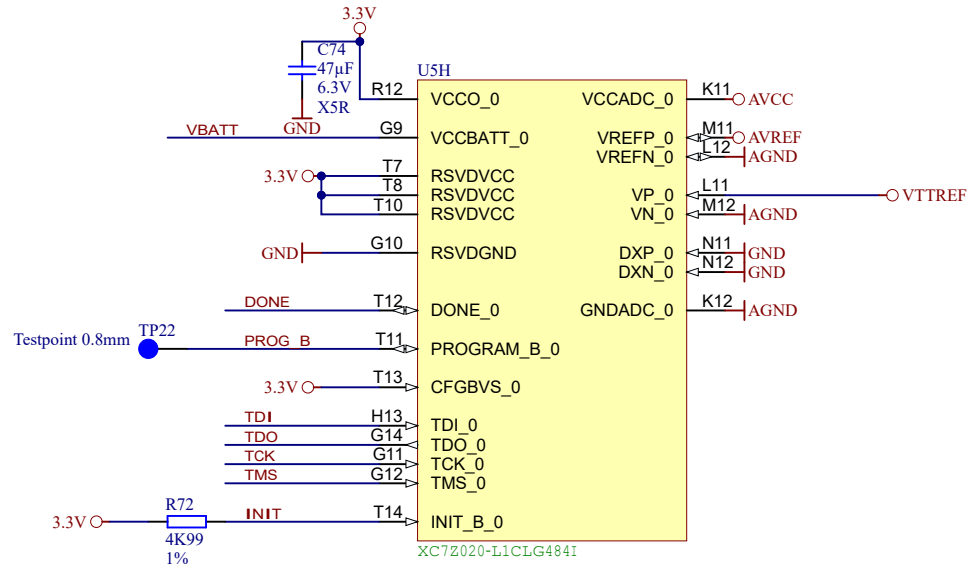 3.3V
C74
47µF
6.3V
X5R
GND
U5H
R12 VCCO_0 VCCADC_0 K11 AVCC
VBATT G9 VCCBATT_0 VREFP_0 M11 AVREF
VREFN_0 L12 AGND
3.3V T7 RSVDVCC
T8 RSVDVCC VP_0 L11 VTTREF
T10 RSVDVCC VN_0 M12 AGND
GND G10 RSVDGND DXP_0 N11 GND
DXN_0 N12 GND
DONE T12 DONE_0 GNDADC_0 K12 AGND
Testpoint 0.8mm TP22 PROG_B T11 PROGRAM_B_0
3.3V T13 CFGBVS_0
TDI H13 TDI_0
TDO G14 TDO_0
TCK G11 TCK_0
TMS G12 TMS_0
3.3V R72 INIT T14 INIT_B_0
4K99
1%
XC7Z020-L1CLG484I